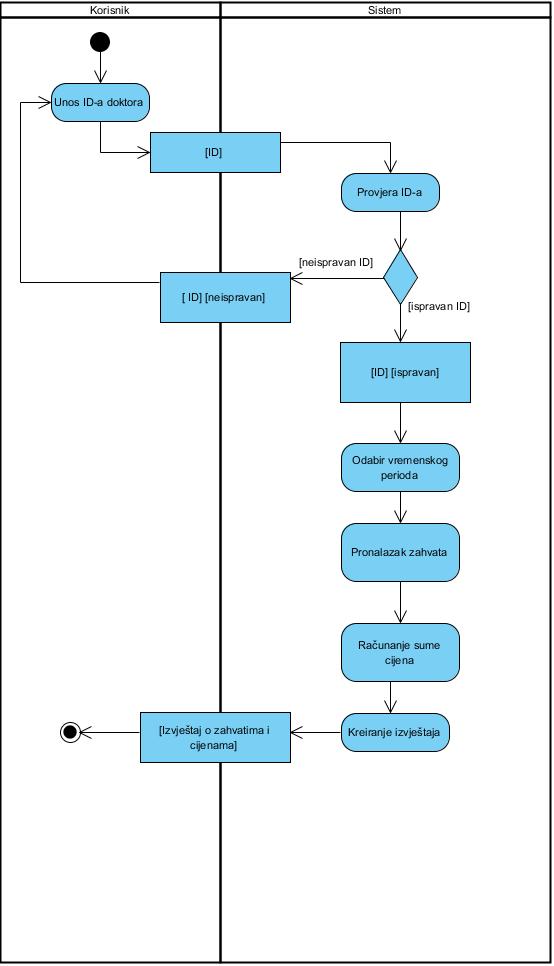 Korisnik
Sistem
Unos ID-a doktora
[ID]
Provjera ID-a
[neispravan ID]
[ ID] [neispravan]
[ispravan ID]
[ID] [ispravan]
Odabir vremenskog
perioda
Pronalazak zahvata
Računanje sume
cijena
[Izvještaj o zahvatima i
cijenama]
Kreiranje izvještaja